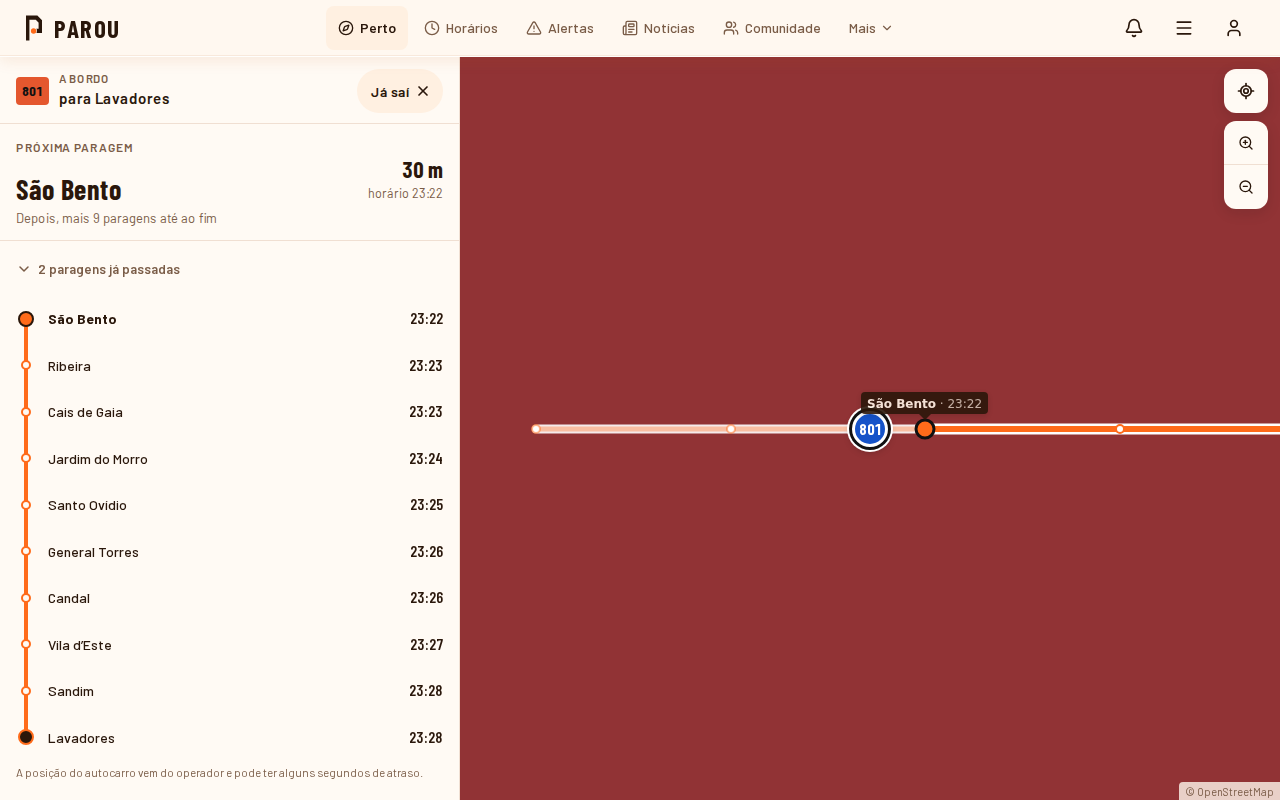 PAROU
Perto
Horários
Alertas
Notícias
Comunidade
Mais
801
A BORDO
para Lavadores
Já saí
PRÓXIMA PARAGEM
São Bento
30 m
horário 23:22
Depois, mais 9 paragens até ao fim
2 paragens já passadas
São Bento 23:22
Ribeira 23:23
Cais de Gaia 23:23
Jardim do Morro 23:24
Santo Ovídio 23:25
General Torres 23:26
Candal 23:26
Vila d’Este 23:27
Sandim 23:28
Lavadores 23:28
A posição do autocarro vem do operador e pode ter alguns segundos de atraso.
São Bento · 23:22
801
© OpenStreetMap